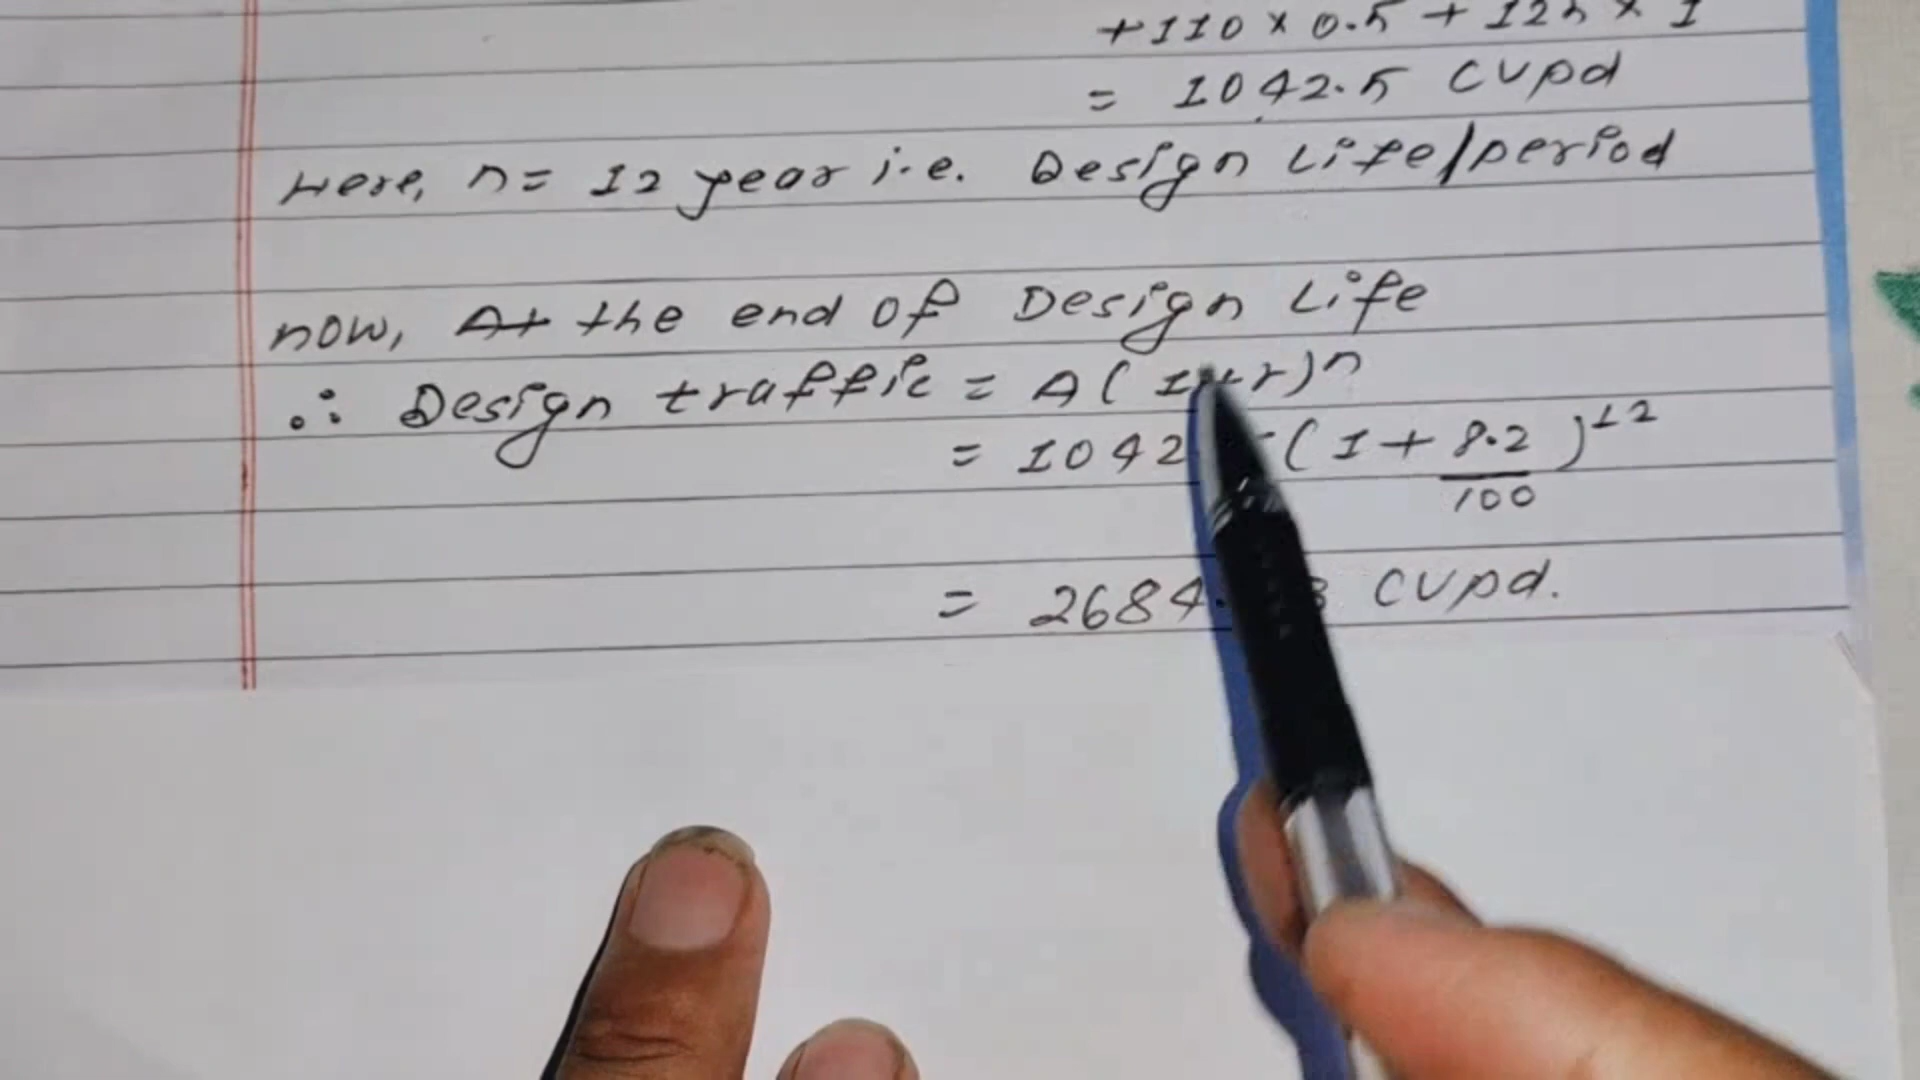 +110 × 0.5 + 125 × 1
= 1042.5 CVpd
Here, n = 12 year i.e. Design Life/period
now, At the end of Design Life
∴ Design traffic = A(1+r)ⁿ
= 1042 (1 + 8.2/100)¹²
= 2684. CVpd.